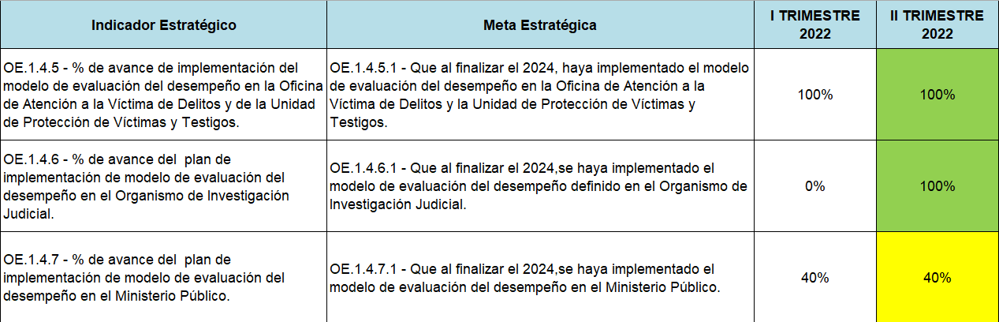 Indicador Estratégico
Meta Estratégica
I TRIMESTRE
2022
II TRIMESTRE
2022
OE.1.4.5 - % de avance de implementación del
modelo de evaluación del desempeño en la Oficina
de Atención a la Víctima de Delitos y de la Unidad
de Protección de Víctimas y Testigos.
OE.1.4.5.1 - Que al finalizar el 2024, haya implementado el modelo
de evaluación del desempeño en la Oficina de Atención a la
Víctima de Delitos y la Unidad de Protección de Víctimas y
Testigos.
100%
100%
OE.1.4.6 - % de avance del  plan de
implementación de modelo de evaluación del
desempeño en el Organismo de Investigación
Judicial.
OE.1.4.6.1 - Que al finalizar el 2024,se haya implementado el
modelo de evaluación del desempeño definido en el Organismo de
Investigación Judicial.
0%
100%
OE.1.4.7 - % de avance del  plan de
implementación de modelo de evaluación del
desempeño en el Ministerio Público.
OE.1.4.7.1 - Que al finalizar el 2024,se haya implementado el
modelo de evaluación del desempeño en el Ministerio Público.
40%
40%